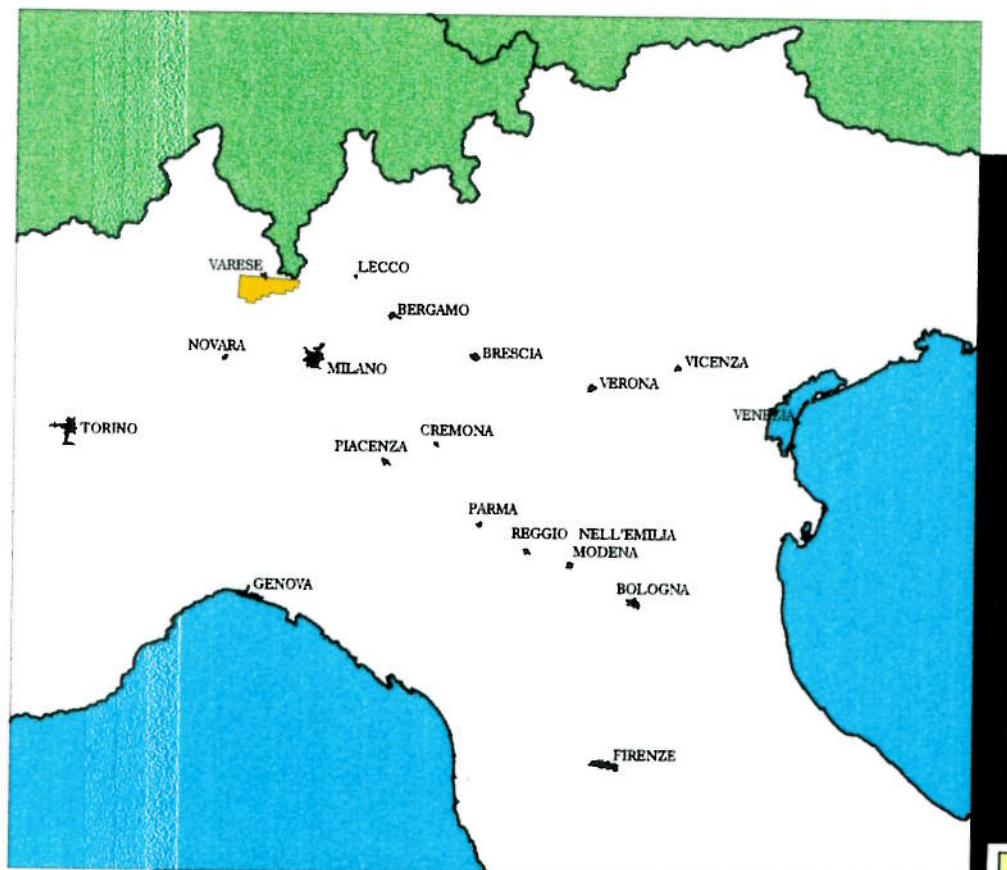 VARESE
LECCO
BERGAMO
NOVARA
MILANO
BRESCIA
VICENZA
VERONA
VENEZIA
TORINO
CREMONA
PIACENZA
PARMA
REGGIO NELL'EMILIA
MODENA
GENOVA
BOLOGNA
FIRENZE